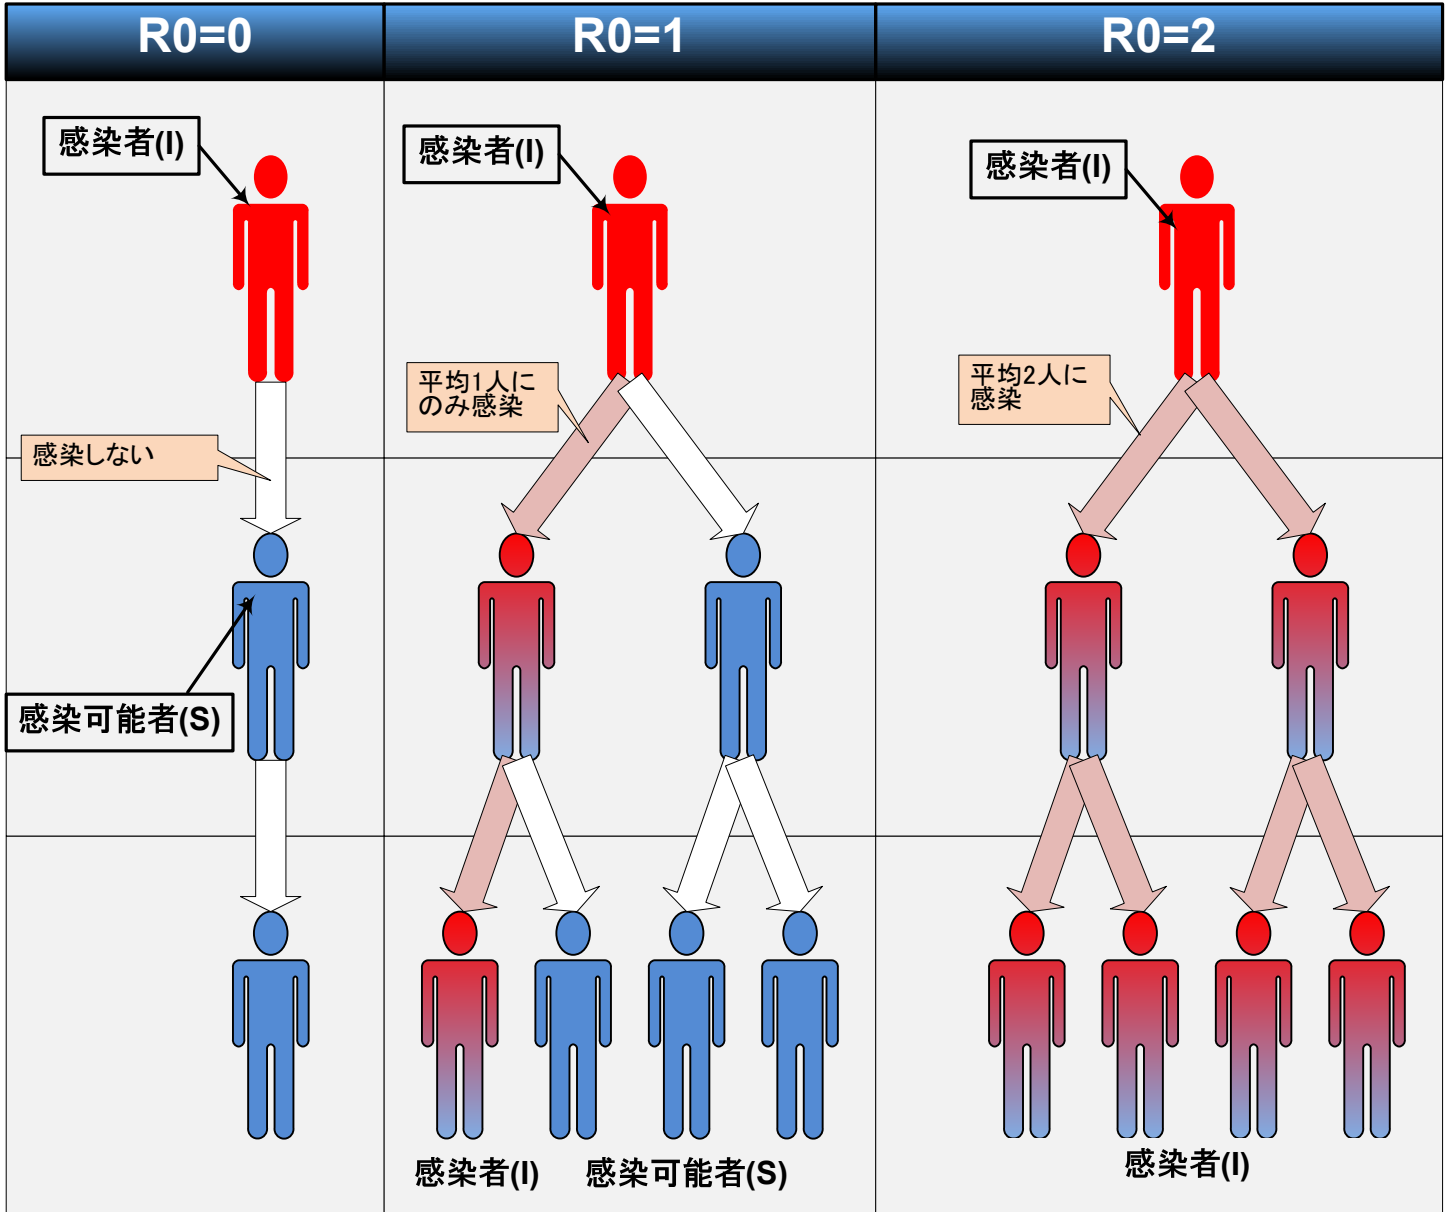 R0=0
R0=1
R0=2
感染者(I)
感染者(I)
感染者(I)
平均1人に
のみ感染
平均2人に
感染
感染しない
感染可能者(S)
感染者(I)
感染可能者(S)
感染者(I)